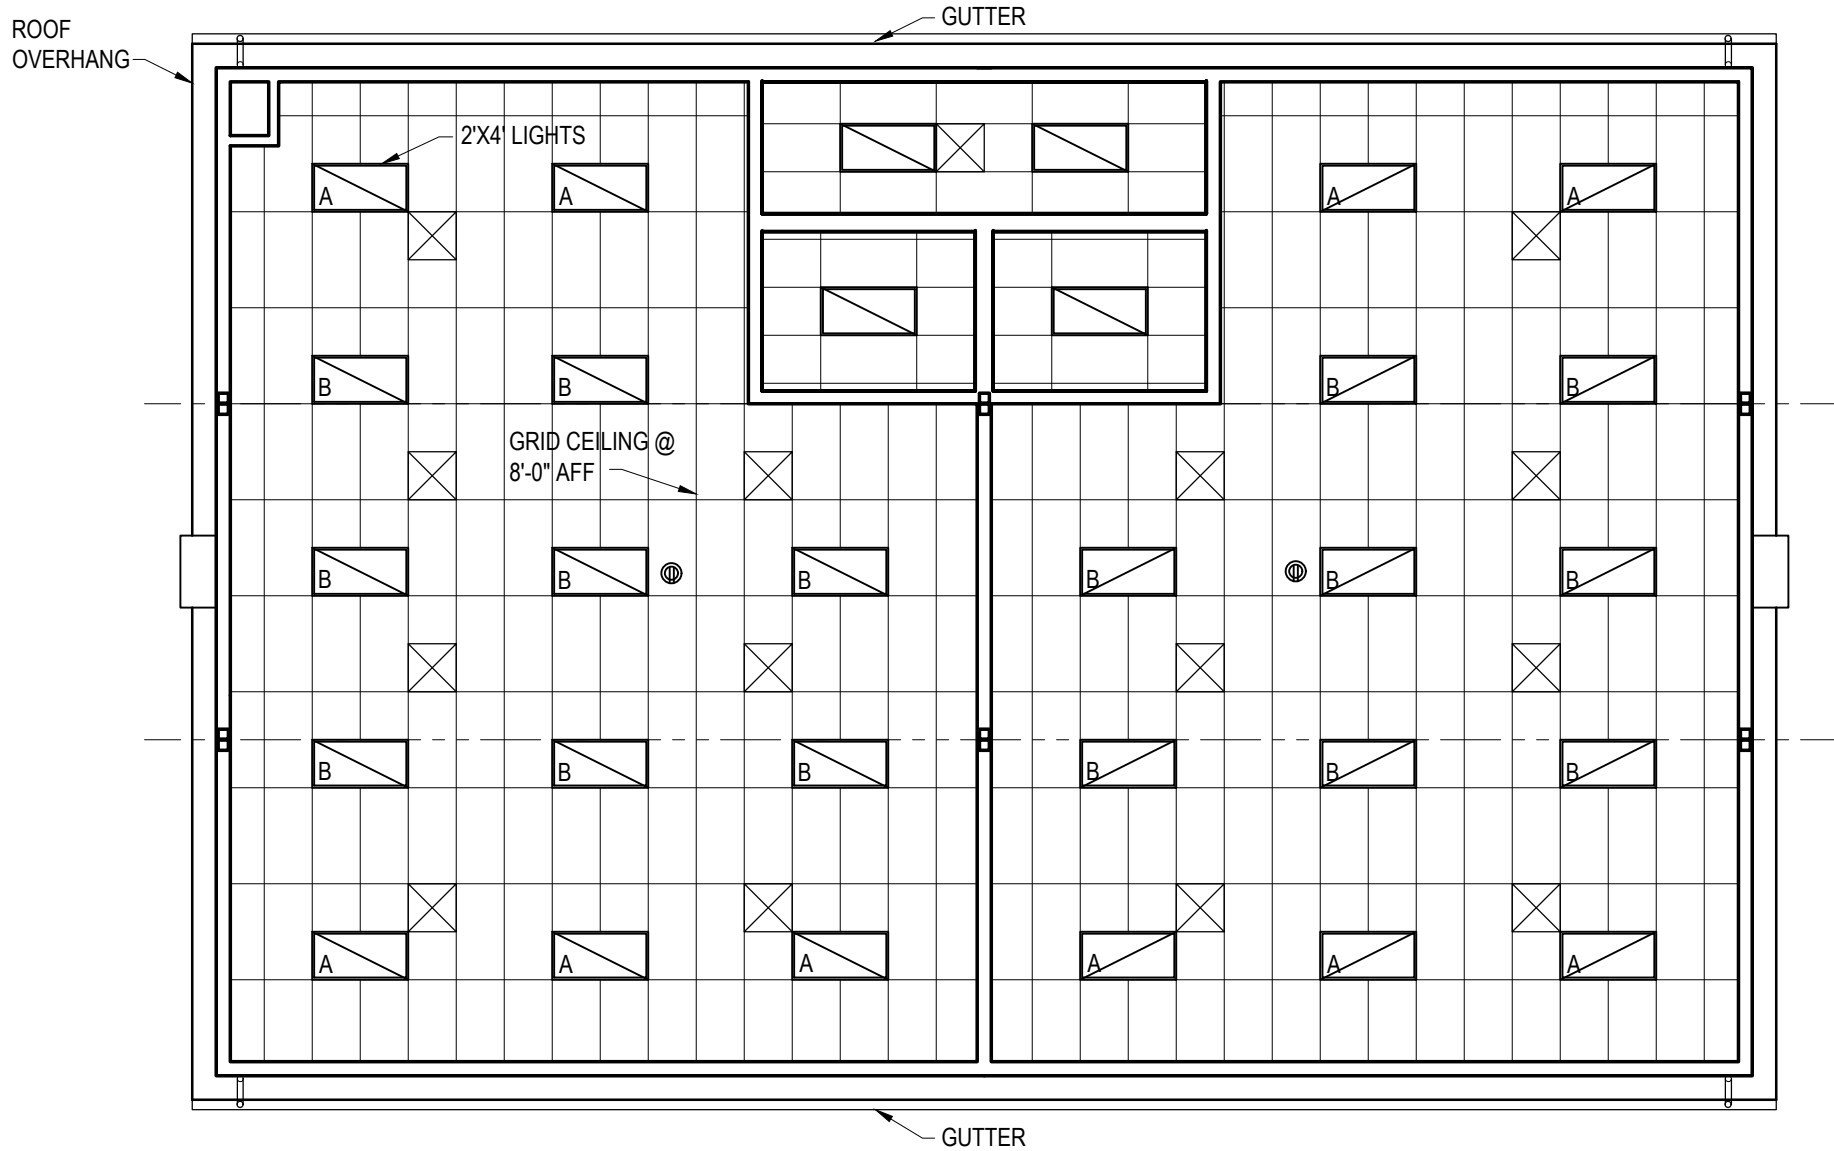 GUTTER
ROOF
OVERHANG
2'X4' LIGHTS
A A A A
B B B B
GRID CEILING @
8'-0" AFF
B B B B B B
B B B B B B
A A A A A A
GUTTER